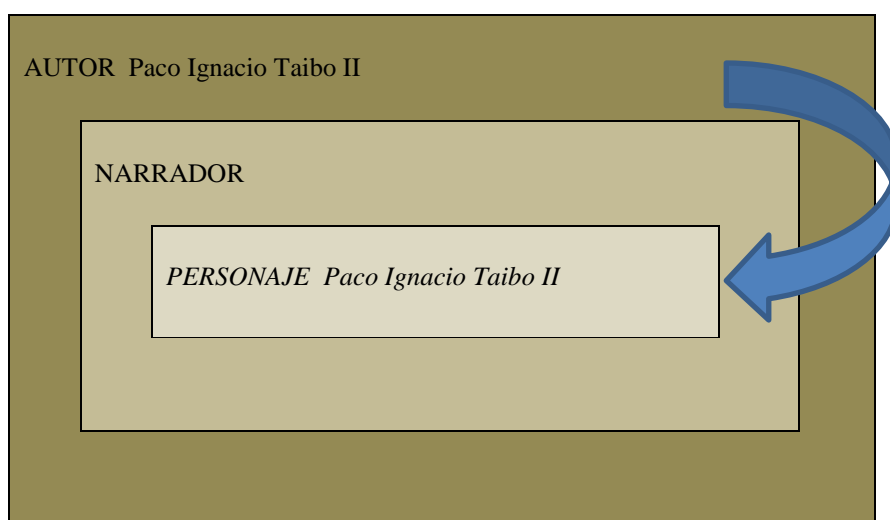 AUTOR Paco Ignacio Taibo II
NARRADOR
PERSONAJE Paco Ignacio Taibo II